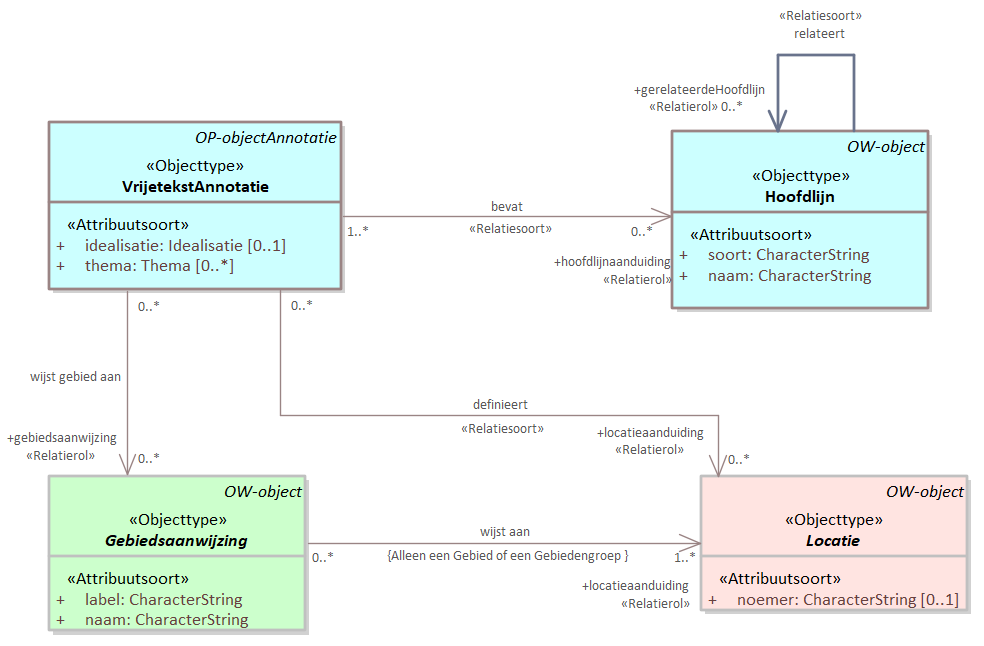 «Relatiesoort»
relateert
+gerelateerdeHoofdlijn
«Relatierol» 0..*
OP-objectAnnotatie
«Objecttype»
VrijetekstAnnotatie
«Attribuutsoort»
+ idealisatie: Idealisatie [0..1]
+ thema: Thema [0..*]
OW-object
«Objecttype»
Hoofdlijn
«Attribuutsoort»
+ soort: CharacterString
+ naam: CharacterString
bevat
«Relatiesoort»
1..*
0..*
+hoofdlijnaanduiding
«Relatierol»
0..*
0..*
wijst gebied aan
definieert
«Relatiesoort»
+gebiedsaanwijzing
«Relatierol»
0..*
+locatieaanduiding
«Relatierol»
0..*
OW-object
«Objecttype»
Gebiedsaanwijzing
«Attribuutsoort»
+ label: CharacterString
+ naam: CharacterString
wijst aan
0..*
{Alleen een Gebied of een Gebiedengroep }
1..*
+locatieaanduiding
«Relatierol»
OW-object
«Objecttype»
Locatie
«Attribuutsoort»
+ noemer: CharacterString [0..1]